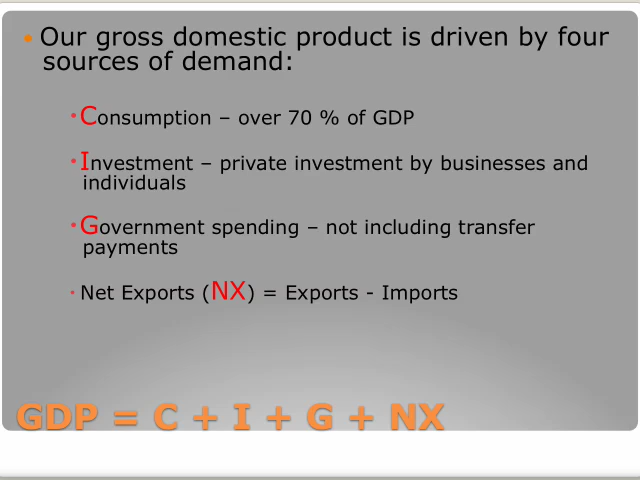 Our gross domestic product is driven by four
sources of demand:
Consumption – over 70 % of GDP
Investment – private investment by businesses and
individuals
Government spending – not including transfer
payments
Net Exports (NX) = Exports - Imports
GDP = C + I + G + NX